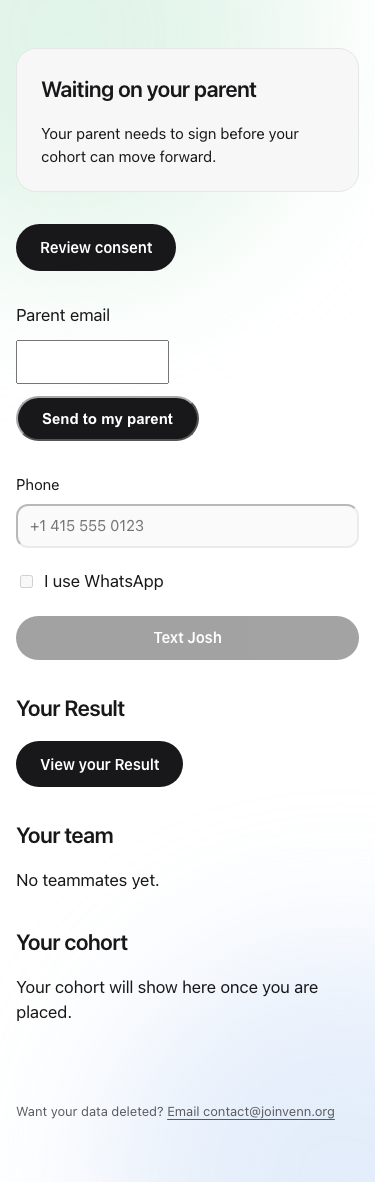 Waiting on your parent
Your parent needs to sign before your
cohort can move forward.
Review consent
Parent email
Send to my parent
Phone
+1 415 555 0123
I use WhatsApp
Text Josh
Your Result
View your Result
Your team
No teammates yet.
Your cohort
Your cohort will show here once you are
placed.
Want your data deleted? Email contact@joinvenn.org